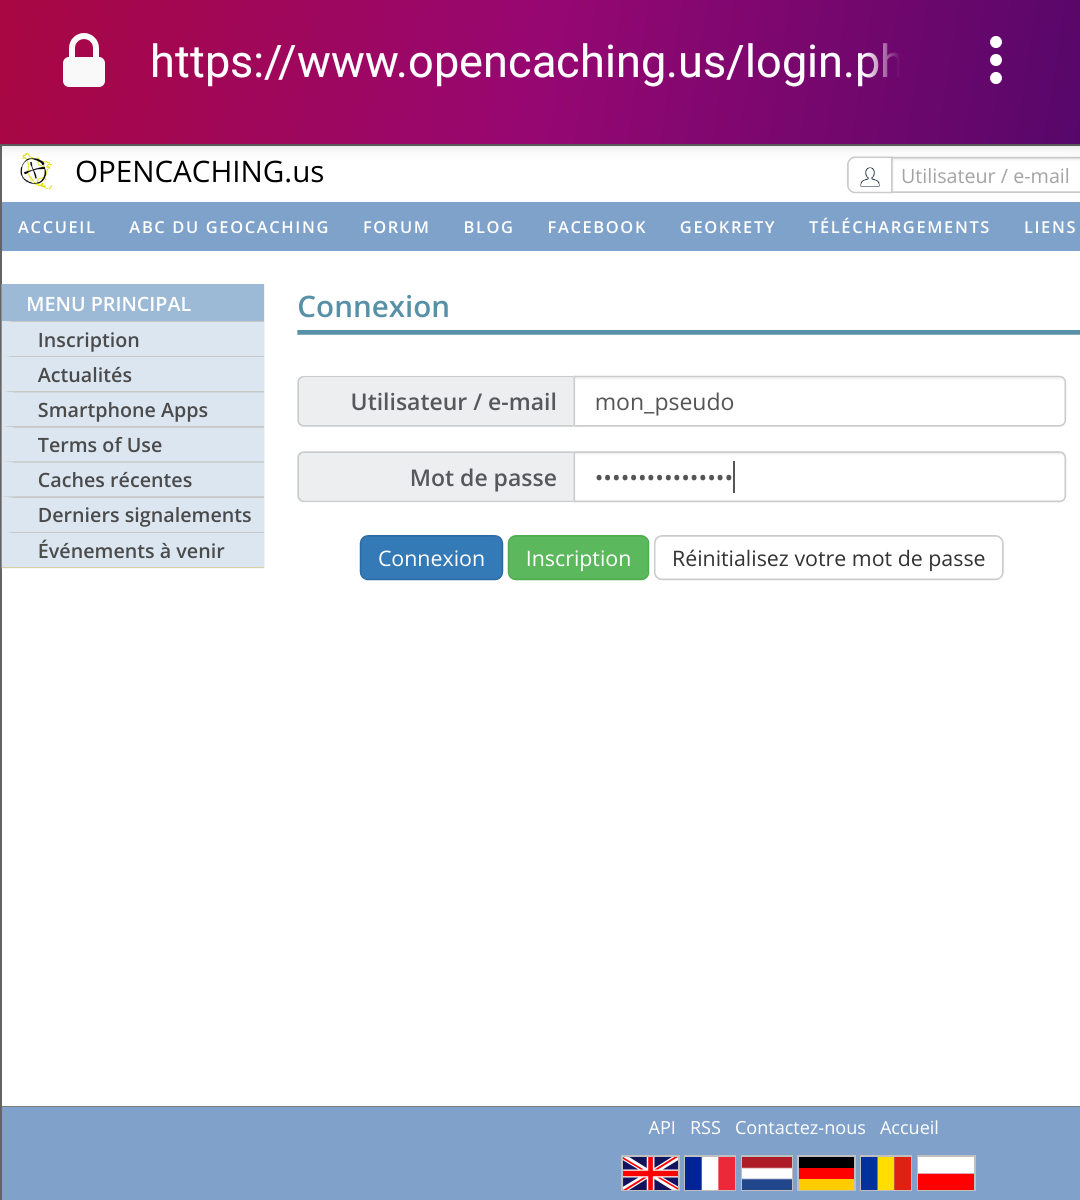 https://www.opencaching.us/login.ph
OPENCACHING.us
Utilisateur / e-mail
ACCUEIL ABC DU GEOCACHING FORUM BLOG FACEBOOK GEOKRETY TÉLÉCHARGEMENTS LIENS
MENU PRINCIPAL
Inscription
Actualités
Smartphone Apps
Terms of Use
Caches récentes
Derniers signalements
Événements à venir
Connexion
Utilisateur / e-mail mon_pseudo
Mot de passe ••••••••••••••••
Connexion Inscription Réinitialisez votre mot de passe
API RSS Contactez-nous Accueil